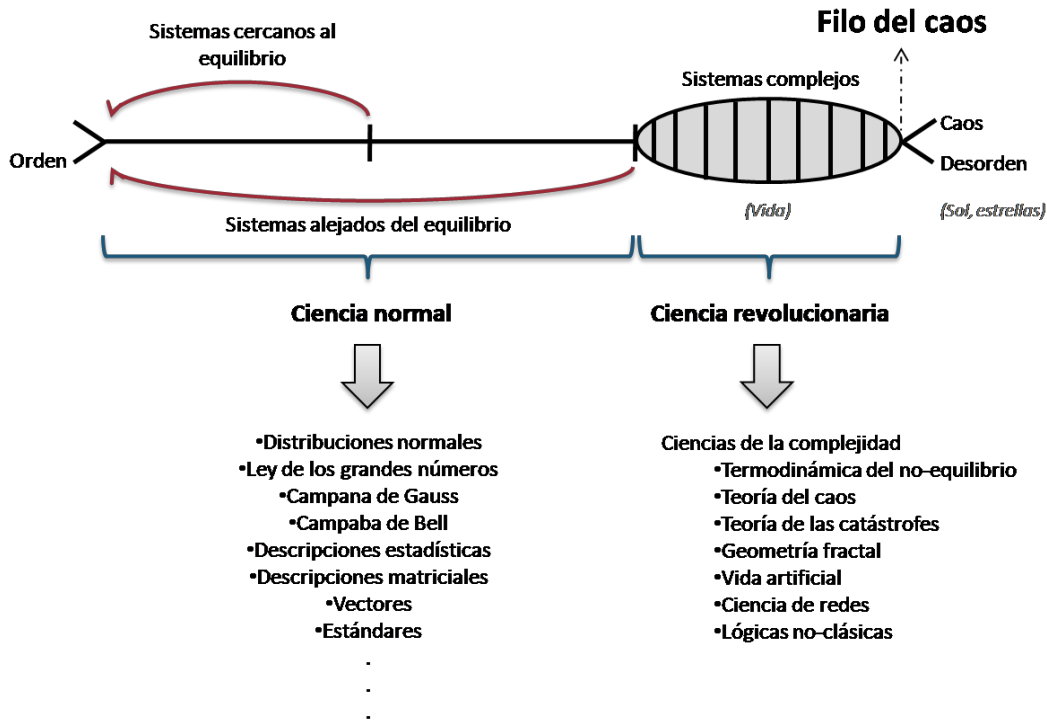 Filo del caos
Sistemas cercanos al
equilibrio
Sistemas complejos
Orden
Caos
Desorden
(Vida)
(Sol, estrellas)
Sistemas alejados del equilibrio
Ciencia normal
Ciencia revolucionaria
•Distribuciones normales
•Ley de los grandes números
•Campana de Gauss
•Campaba de Bell
•Descripciones estadísticas
•Descripciones matriciales
•Vectores
•Estándares
.
.
.
Ciencias de la complejidad
•Termodinámica del no-equilibrio
•Teoría del caos
•Teoría de las catástrofes
•Geometría fractal
•Vida artificial
•Ciencia de redes
•Lógicas no-clásicas